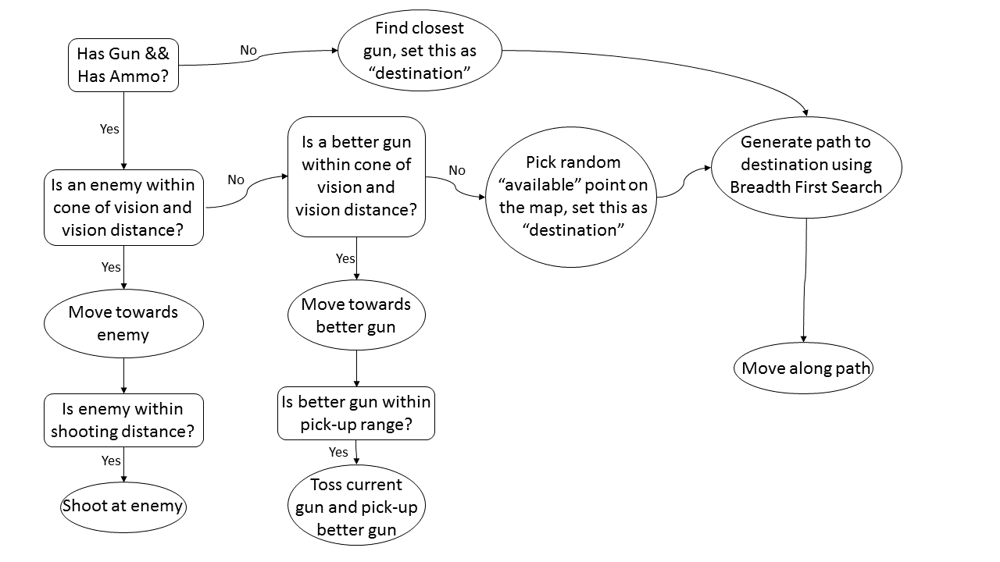 Has Gun &&
Has Ammo?
No
Find closest
gun, set this as
“destination”
Yes
Is an enemy within
cone of vision and
vision distance?
No
Is a better gun
within cone of
vision and
vision distance?
No
Pick random
“available” point on
the map, set this as
“destination”
Generate path to
destination using
Breadth First Search
Yes
Move towards
enemy
Yes
Move towards
better gun
Move along path
Is enemy within
shooting distance?
Is better gun within
pick-up range?
Yes
Shoot at enemy
Yes
Toss current
gun and pick-up
better gun